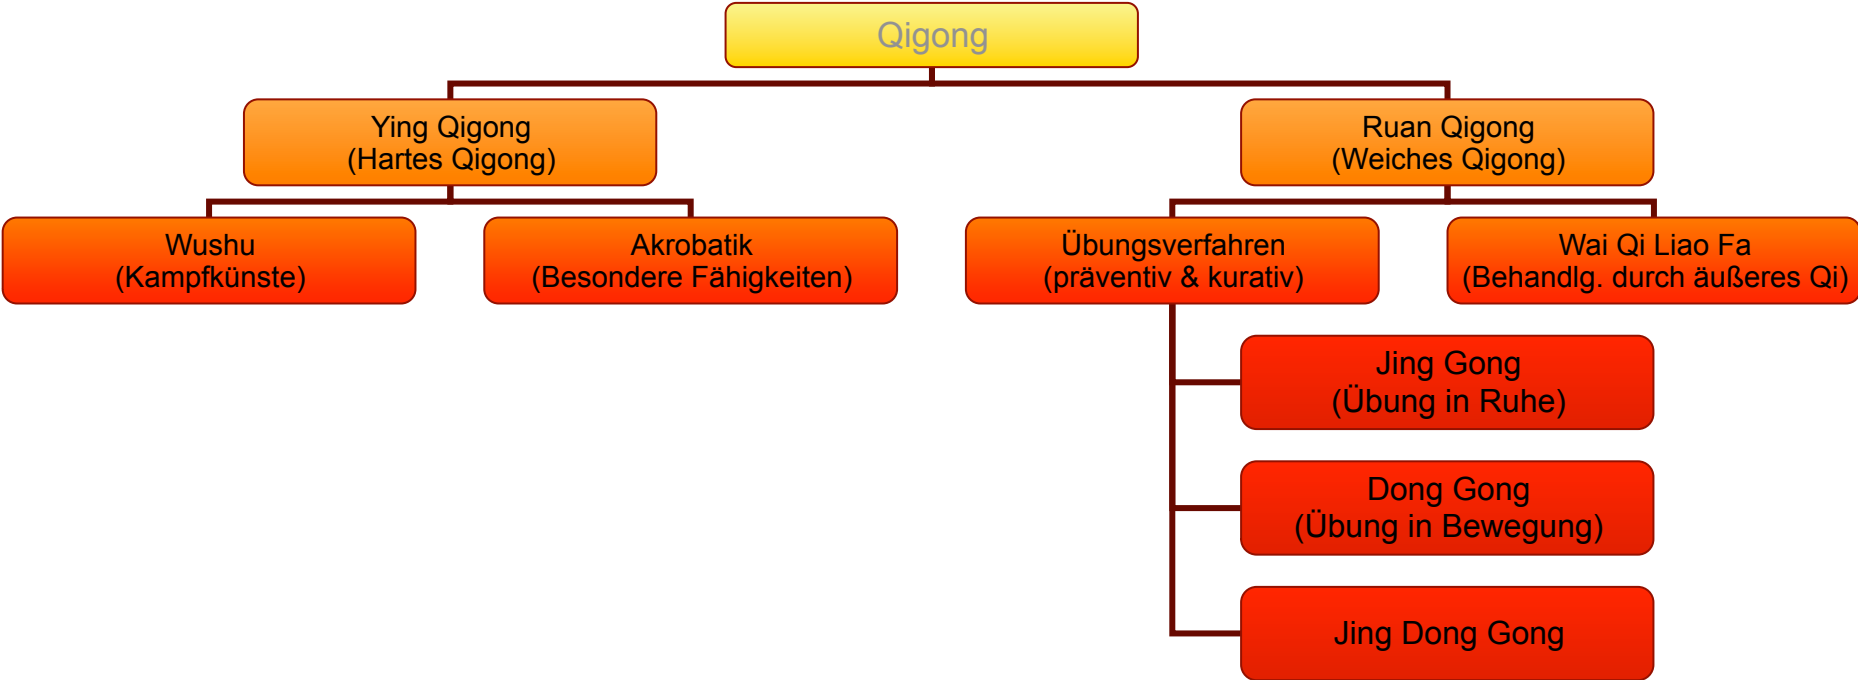 Qigong
Ying Qigong
(Hartes Qigong)
Ruan Qigong
(Weiches Qigong)
Wushu
(Kampfkünste)
Akrobatik
(Besondere Fähigkeiten)
Übungsverfahren
(präventiv & kurativ)
Wai Qi Liao Fa
(Behandlg. durch äußeres Qi)
Jing Gong
(Übung in Ruhe)
Dong Gong
(Übung in Bewegung)
Jing Dong Gong